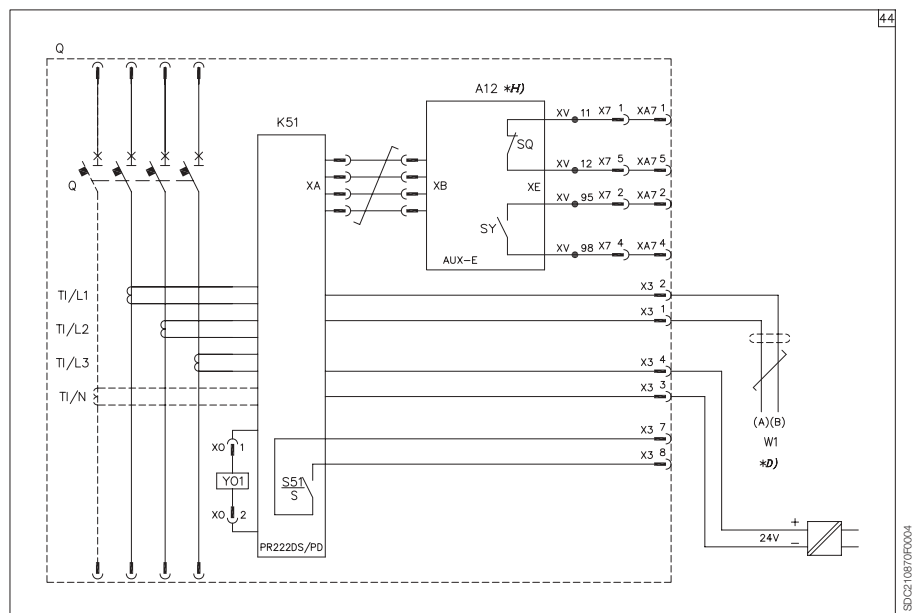 44
Q
A12 *H)
K51
XV 11 X7 1 XA7 1
SQ
XA
XB
XV 12 X7 5 XA7 5
XE
XV 95 X7 2 XA7 2
Q
SY
XV 98 X7 4 XA7 4
AUX-E
TI/L1
X3 2
X3 1
TI/L2
TI/L3
X3 4
TI/N
X3 3
(A)(B)
W1
*D)
X3 7
XO 1
X3 8
Y01
S51
S
XO 2
PR222DS/PD
+
24V
−
SDC210870F0004